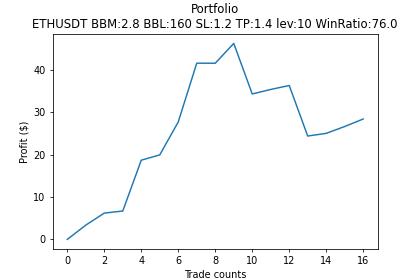 Portfolio
ETHUSDT BBM:2.8 BBL:160 SL:1.2 TP:1.4 lev:10 WinRatio:76.0
Profit ($)
40
30
20
10
0
0 2 4 6 8 10 12 14 16
Trade counts